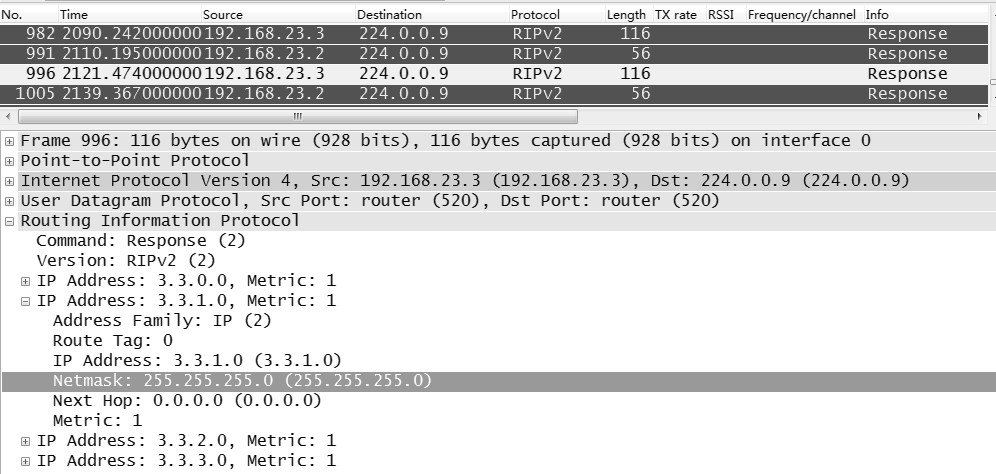 No. Time Source Destination Protocol Length TX rate RSSI Frequency/channel Info
982 2090.242000000 192.168.23.3 224.0.0.9 RIPv2 116 Response
991 2110.195000000 192.168.23.2 224.0.0.9 RIPv2 56 Response
996 2121.474000000 192.168.23.3 224.0.0.9 RIPv2 116 Response
1005 2139.367000000 192.168.23.2 224.0.0.9 RIPv2 56 Response
Frame 996: 116 bytes on wire (928 bits), 116 bytes captured (928 bits) on interface 0
Point-to-Point Protocol
Internet Protocol Version 4, Src: 192.168.23.3 (192.168.23.3), Dst: 224.0.0.9 (224.0.0.9)
User Datagram Protocol, Src Port: router (520), Dst Port: router (520)
Routing Information Protocol
Command: Response (2)
Version: RIPv2 (2)
IP Address: 3.3.0.0, Metric: 1
IP Address: 3.3.1.0, Metric: 1
Address Family: IP (2)
Route Tag: 0
IP Address: 3.3.1.0 (3.3.1.0)
Netmask: 255.255.255.0 (255.255.255.0)
Next Hop: 0.0.0.0 (0.0.0.0)
Metric: 1
IP Address: 3.3.2.0, Metric: 1
IP Address: 3.3.3.0, Metric: 1